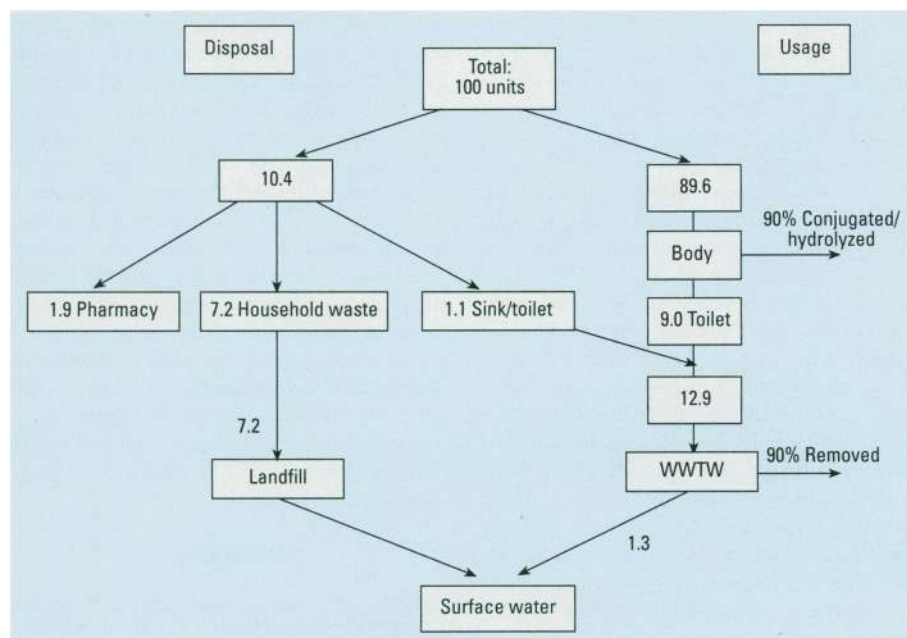 Disposal
Usage
Total:
100 units
10.4
89.6
90% Conjugated/
hydrolyzed
Body
1.9 Pharmacy
7.2 Household waste
1.1 Sink/toilet
9.0 Toilet
12.9
7.2
90% Removed
Landfill
WWTW
1.3
Surface water